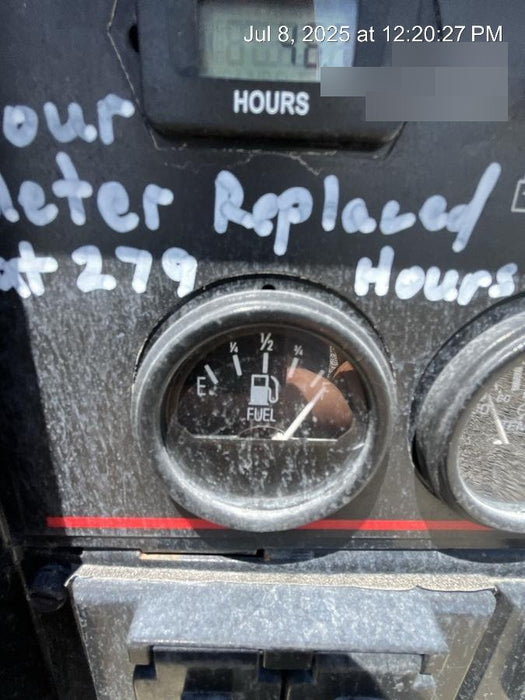 Jul 8, 2025 at 12:20:27 PM
HOURS
our
eter Replaced
at 279 Hours
E ¼ ½ ¾ F
FUEL